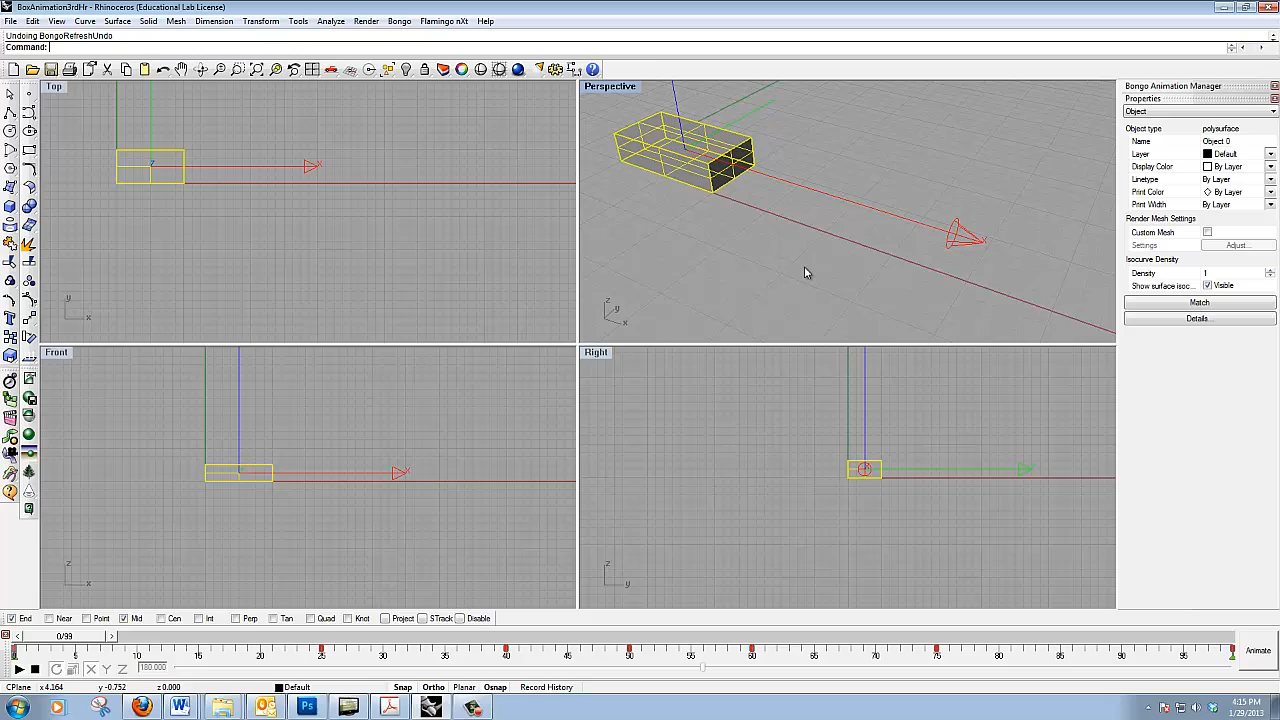 BoxAnimation3rdHr - Rhinoceros (Educational Lab License)
File Edit View Curve Surface Solid Mesh Dimension Transform Tools Analyze Render Bongo Flamingo nXt Help
Undoing BongoRefreshUndo
Command:
Top
Perspective
Front
Right
z
x
y
x
x
z
y
x
x
z
x
z
y
Bongo Animation Manager
Properties
Object
Object type polysurface
Name Object 0
Layer Default
Display Color By Layer
Linetype By Layer
Print Color By Layer
Print Width By Layer
Render Mesh Settings
Custom Mesh
Settings Adjust...
Isocurve Density
Density 1
Show surface isoc... Visible
Match
Details...
End Near Point Mid Cen Int Perp Tan Quad Knot Project STrack Disable
< 0/99 >
5 10 15 20 25 30 35 40 45 50 55 60 65 70 75 80 85 90 95
Animate
X Y Z 180.000
CPlane x 4.164 y -0.752 z 0.000 Default Snap Ortho Planar Osnap Record History
W Ps
4:15 PM
1/29/2013